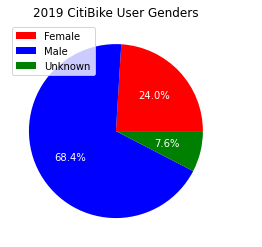 2019 CitiBike User Genders
Female
Male
Unknown
24.0%
68.4%
7.6%